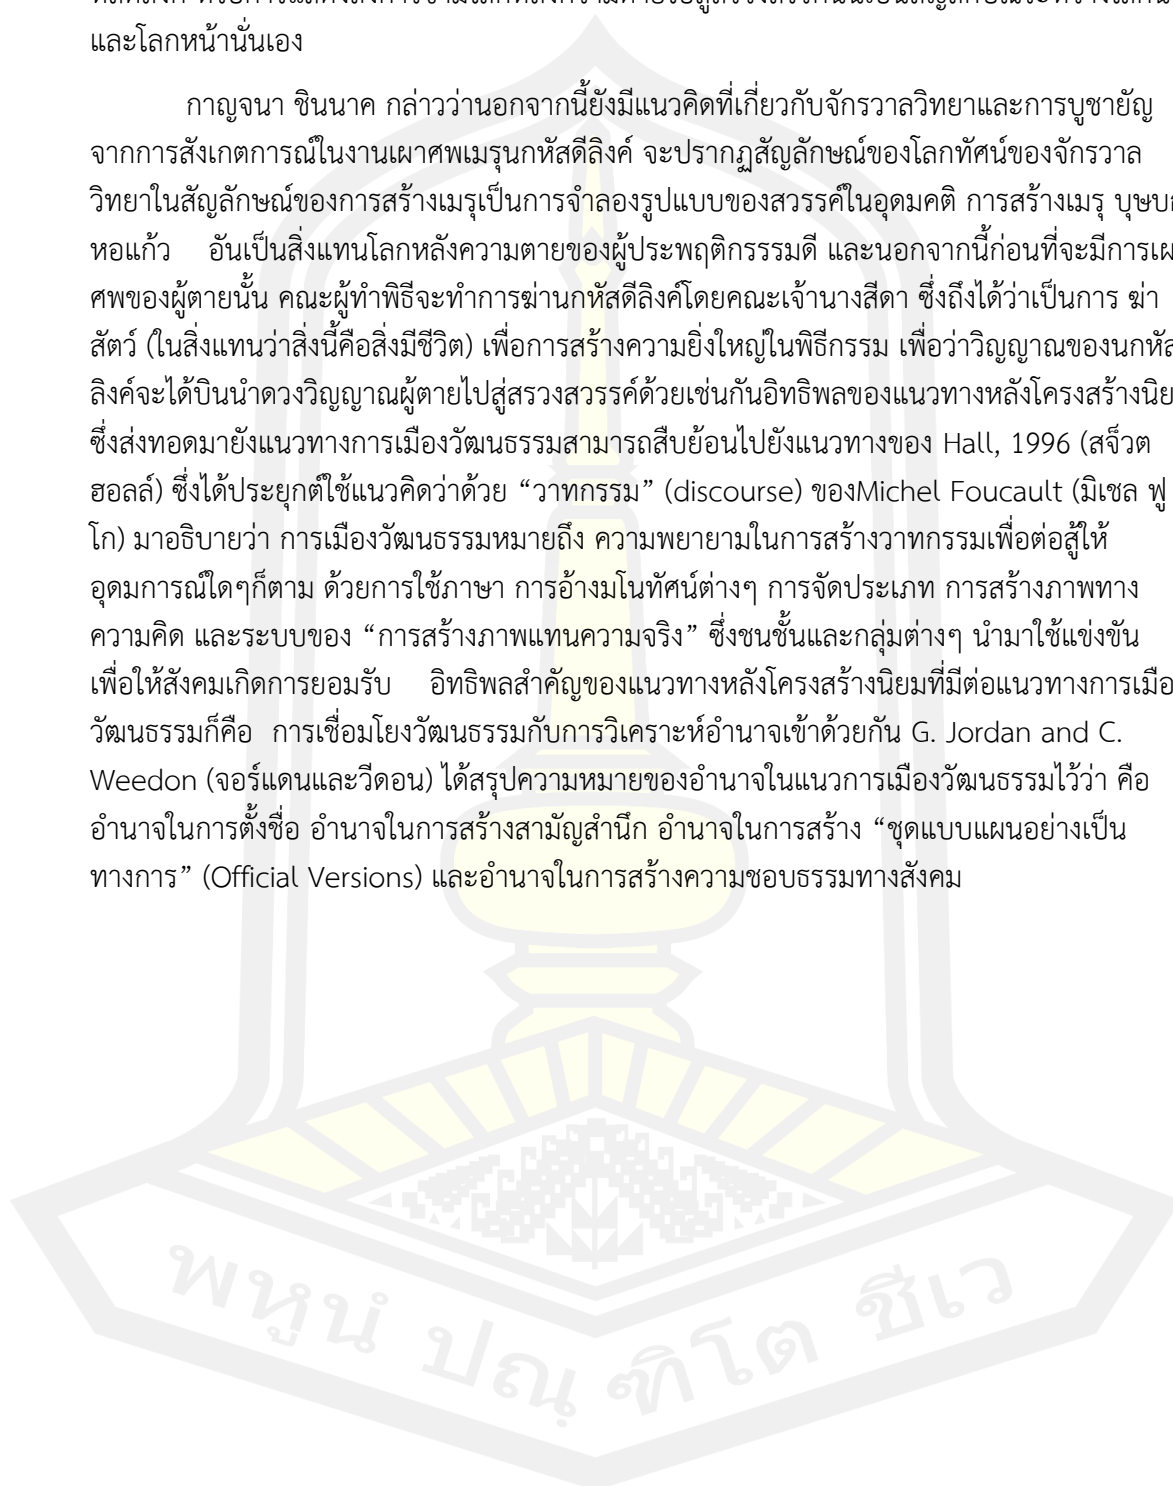 และโลกหน้านั่นเอง
กาญจนา ชินนาค กล่าวว่านอกจากนี้ยังมีแนวคิดที่เกี่ยวกับจักรวาลวิทยาและการบูชายัญ
จากการสังเกตการณ์ในงานเผาศพเมรุนกหัสดีลิงค์ จะปรากฏสัญลักษณ์ของโลกทัศน์ของจักรวาล
วิทยาในสัญลักษณ์ของการสร้างเมรุเป็นการจำลองรูปแบบของสวรรค์ในอุดมคติ การสร้างเมรุ บุษบก
หอแก้ว อันเป็นสิ่งแทนโลกหลังความตายของผู้ประพฤติกรรรมดี และนอกจากนี้ก่อนที่จะมีการเผ
ศพของผู้ตายนั้น คณะผู้ทำพิธีจะทำการฆ่านกหัสดีลิงค์โดยคณะเจ้านางสีดา ซึ่งถึงได้ว่าเป็นการ ฆ่า
สัตว์ (ในสิ่งแทนว่าสิ่งนี้คือสิ่งมีชีวิต) เพื่อการสร้างความยิ่งใหญ่ในพิธีกรรม เพื่อว่าวิญญาณของนกหัส
ลิงค์จะได้บินนำดวงวิญญาณผู้ตายไปสู่สรวงสวรรค์ด้วยเช่นกันอิทธิพลของแนวทางหลังโครงสร้างนิย
ซึ่งส่งทอดมายังแนวทางการเมืองวัฒนธรรมสามารถสืบย้อนไปยังแนวทางของ Hall, 1996 (สจ๊วต
ฮอลล์) ซึ่งได้ประยุกต์ใช้แนวคิดว่าด้วย “วาทกรรม” (discourse) ของMichel Foucault (มิเชล ฟู
โก) มาอธิบายว่า การเมืองวัฒนธรรมหมายถึง ความพยายามในการสร้างวาทกรรมเพื่อต่อสู้ให้
อุดมการณ์ใดๆก็ตาม ด้วยการใช้ภาษา การอ้างมโนทัศน์ต่างๆ การจัดประเภท การสร้างภาพทาง
ความคิด และระบบของ “การสร้างภาพแทนความจริง” ซึ่งชนชั้นและกลุ่มต่างๆ นำมาใช้แข่งขัน
เพื่อให้สังคมเกิดการยอมรับ อิทธิพลสำคัญของแนวทางหลังโครงสร้างนิยมที่มีต่อแนวทางการเมือ
วัฒนธรรมก็คือ การเชื่อมโยงวัฒนธรรมกับการวิเคราะห์อำนาจเข้าด้วยกัน G. Jordan and C.
Weedon (จอร์แดนและวีดอน) ได้สรุปความหมายของอำนาจในแนวการเมืองวัฒนธรรมไว้ว่า คือ
อำนาจในการตั้งชื่อ อำนาจในการสร้างสามัญสำนึก อำนาจในการสร้าง “ชุดแบบแผนอย่างเป็น
ทางการ” (Official Versions) และอำนาจในการสร้างความชอบธรรมทางสังคม
พหูนํ ปณฺฑิโต ชีเว